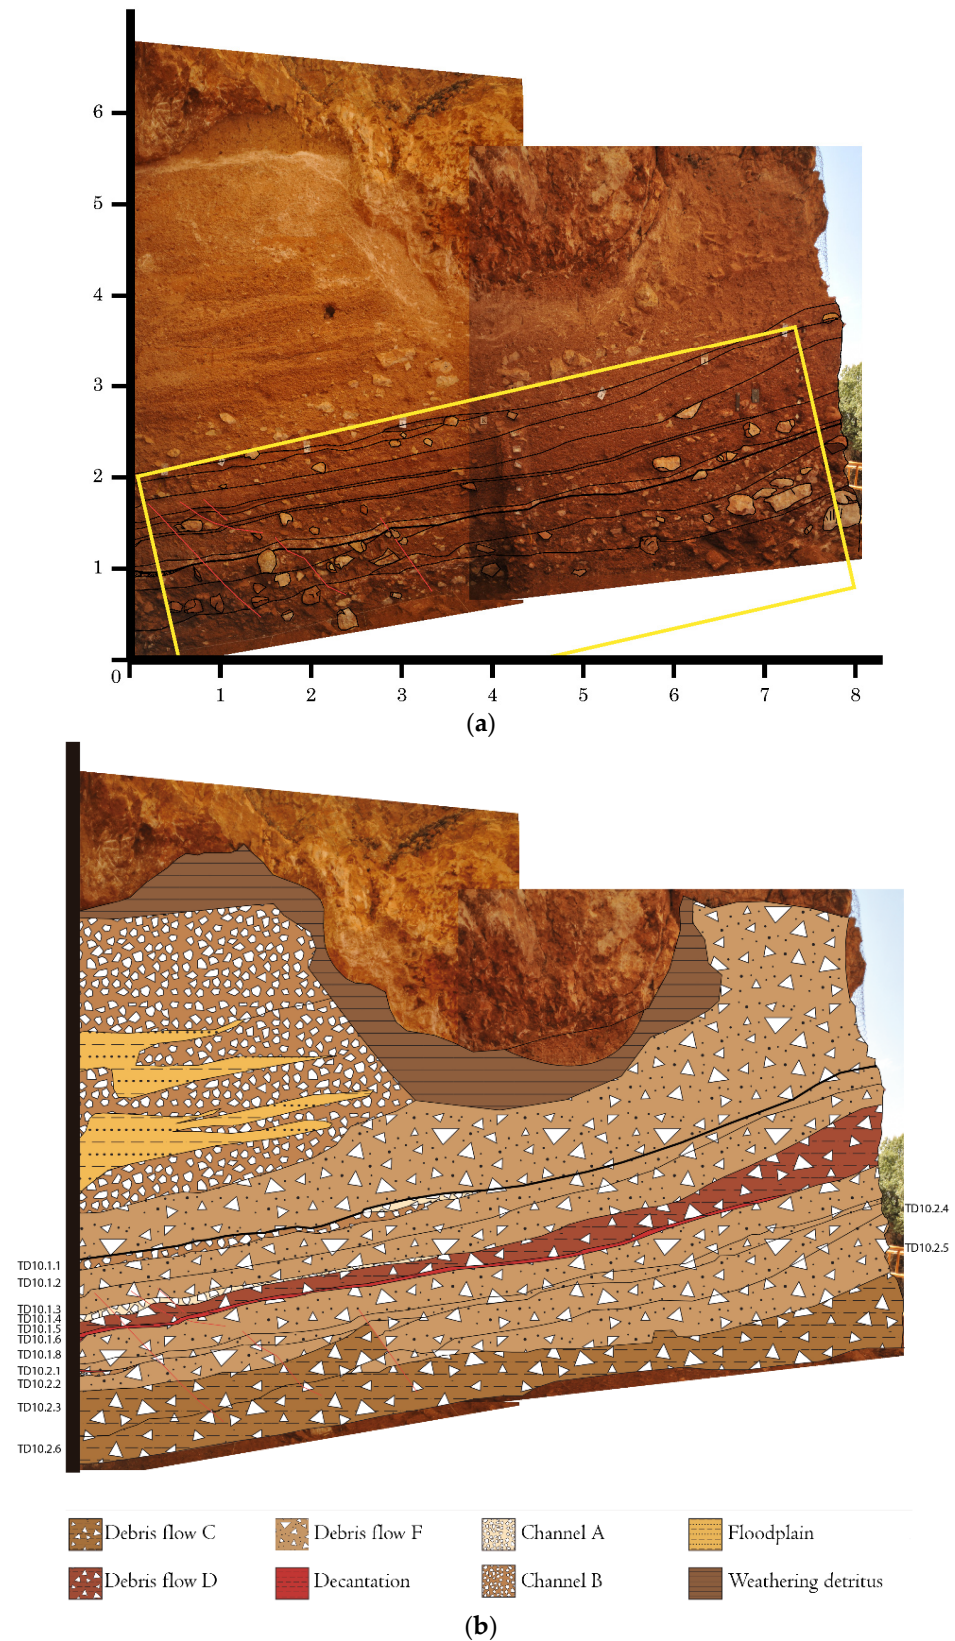 6
5
4
3
2
1
0
1 2 3 4 5 6 7 8
(a)
TD10.2.4
TD10.2.5
TD10.1.1
TD10.1.2
TD10.1.3
TD10.1.4
TD10.1.5
TD10.1.6
TD10.1.8
TD10.2.1
TD10.2.2
TD10.2.3
TD10.2.6
Debris flow C Debris flow F Channel A Floodplain
Debris flow D Decantation Channel B Weathering detritus
(b)